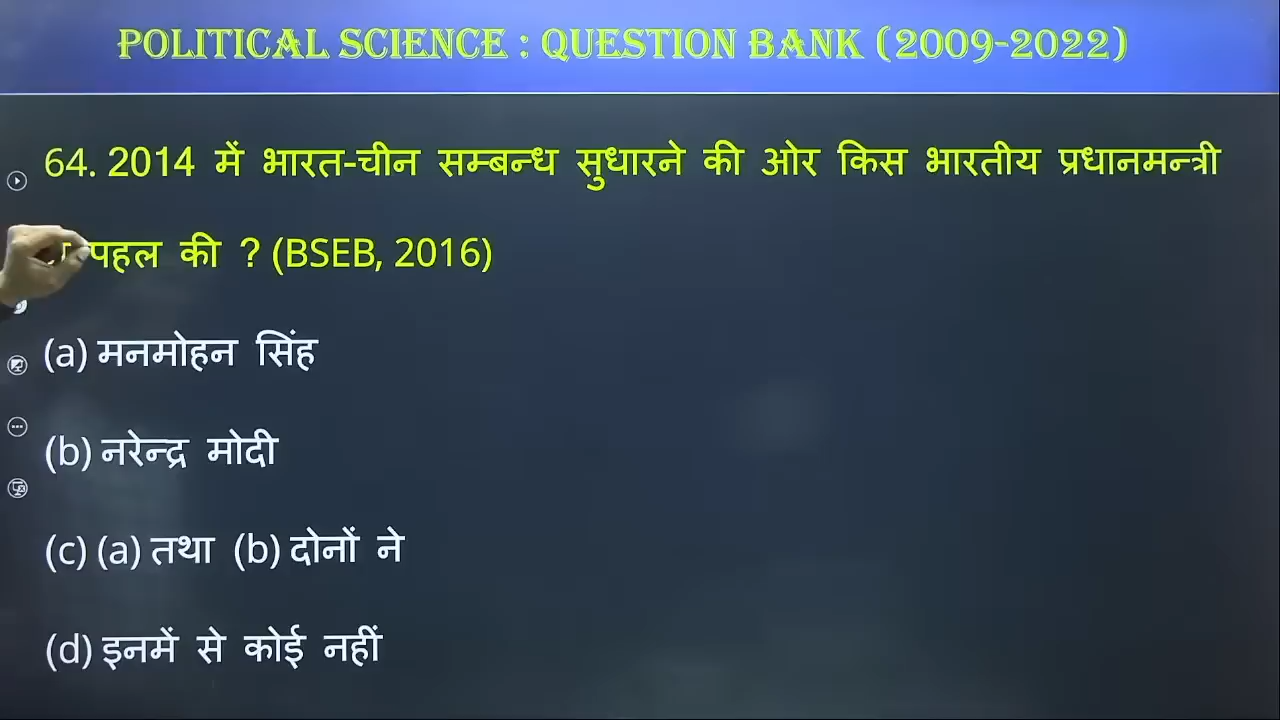 POLITICAL SCIENCE : QUESTION BANK (2009-2022)
64. 2014 में भारत-चीन सम्बन्ध सुधारने की ओर किस भारतीय प्रधानमन्त्री
पहल की ? (BSEB, 2016)
(a) मनमोहन सिंह
(b) नरेन्द्र मोदी
(c) (a) तथा (b) दोनों ने
(d) इनमें से कोई नहीं